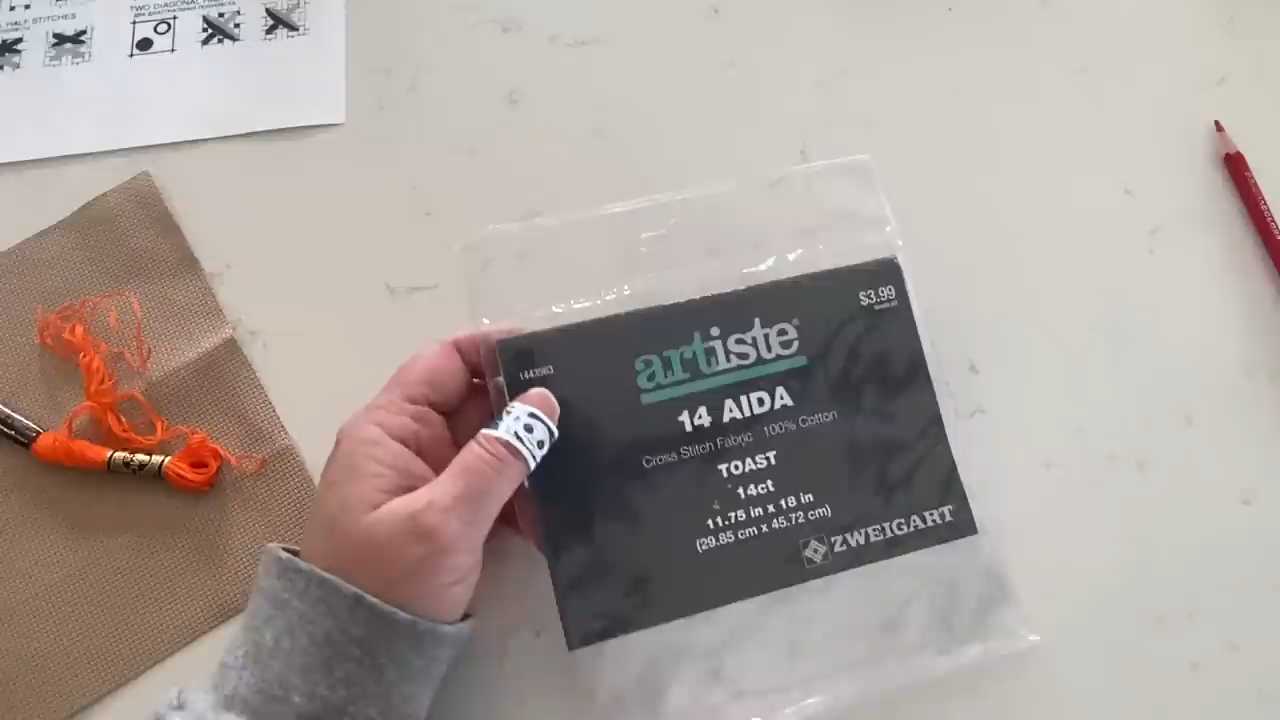 TWO DIAGONAL
HALF STITCHES
$3.99
1443963
artiste
14 AIDA
Cross Stitch Fabric 100% Cotton
TOAST
14ct
11.75 in x 18 in
(29.85 cm x 45.72 cm)
ZWEIGART